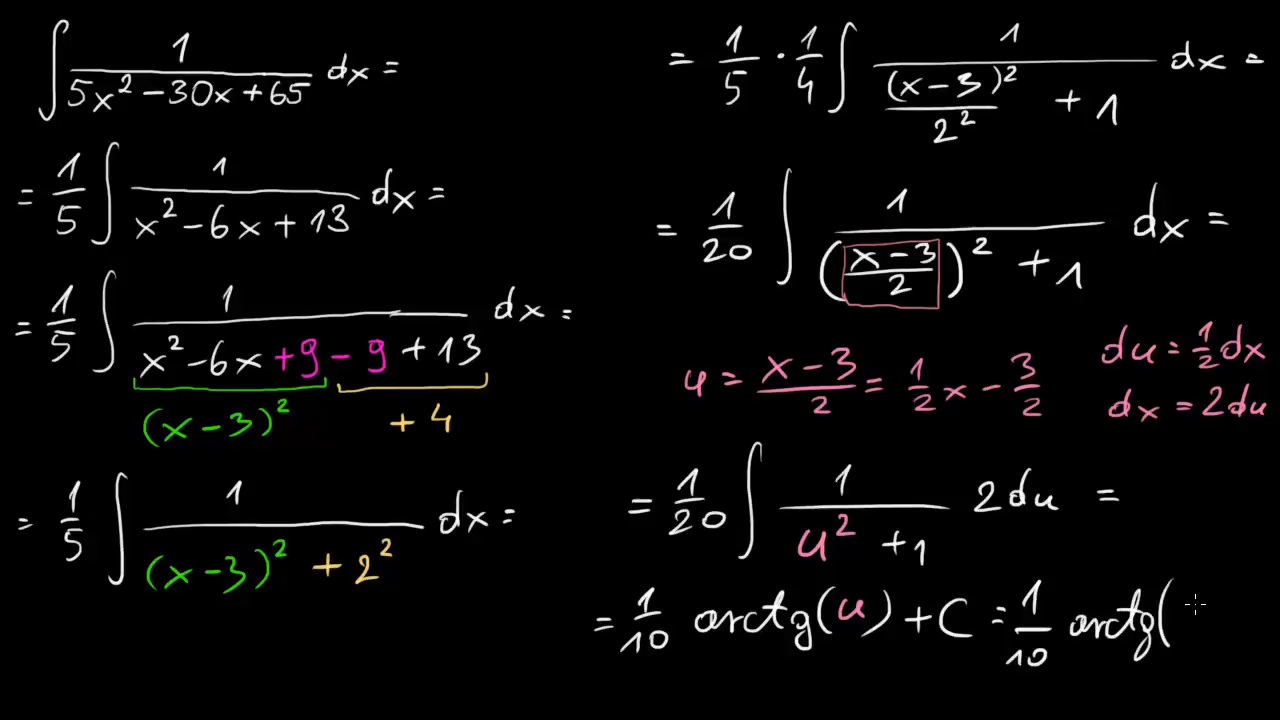 ∫ 1/(5x² − 30x + 65) dx =
= 1/5 ∫ 1/(x² − 6x + 13) dx =
= 1/5 ∫ 1/(x² − 6x + 9 − 9 + 13) dx =
(x − 3)² + 4
= 1/5 ∫ 1/((x − 3)² + 2²) dx =
= 1/5 · 1/4 ∫ 1/((x − 3)²/2² + 1) dx =
= 1/20 ∫ 1/(((x − 3)/2)² + 1) dx =
u = (x − 3)/2 = 1/2 x − 3/2
du = 1/2 dx
dx = 2du
= 1/20 ∫ 1/(u² + 1) 2du =
= 1/10 arctg(u) + C = 1/10 arctg(